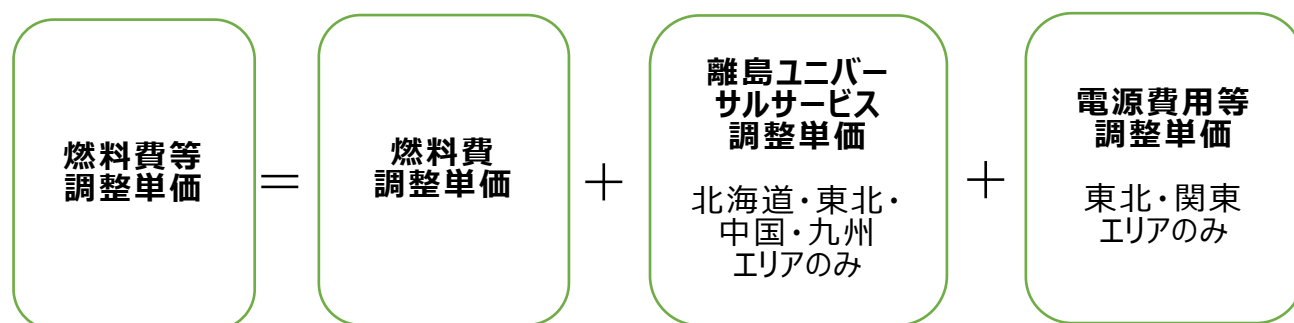 燃料費等
調整単価
＝
燃料費
調整単価
＋
離島ユニバー
サルサービス
調整単価
北海道・東北・
中国・九州
エリアのみ
＋
電源費用等
調整単価
東北・関東
エリアのみ